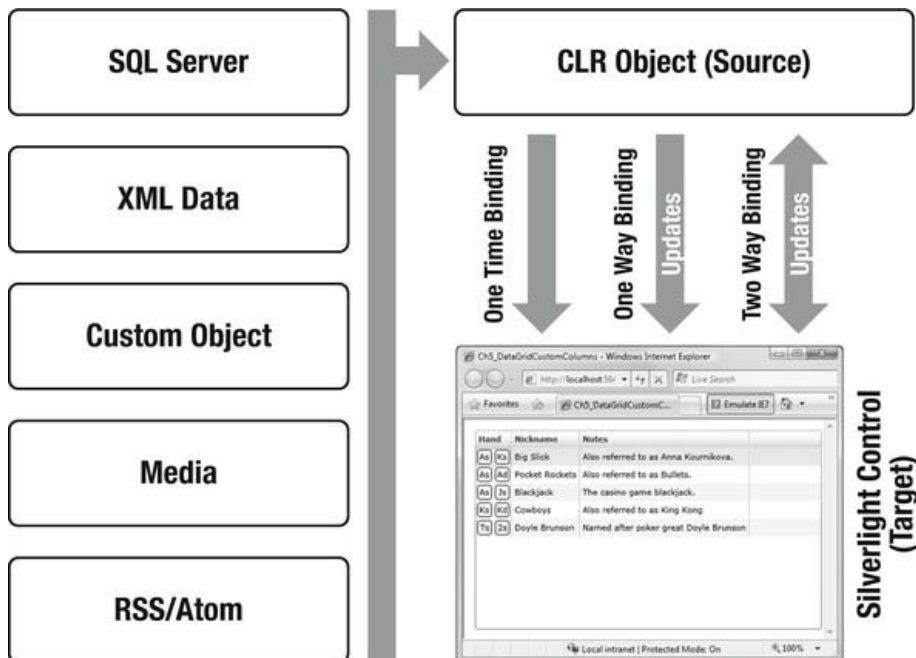 SQL Server
XML Data
Custom Object
Media
RSS/Atom
CLR Object (Source)
One Time Binding
One Way Binding
Updates
Two Way Binding
Updates
Ch5_DataGridCustomColumns - Windows Internet Explorer
Live Search
Favorites
Ch5_DataGridCustomC...
Emulate IE7
Hand Nickname Notes
As Ks Big Slick Also referred to as Anna Kournikova.
As Ad Pocket Rockets Also referred to as Bullets.
As Js Blackjack The casino game blackjack.
Ks Kd Cowboys Also referred to as King Kong
Ts 2s Doyle Brunson Named after poker great Doyle Brunson
Local intranet | Protected Mode: On
100%
Silverlight Control
(Target)